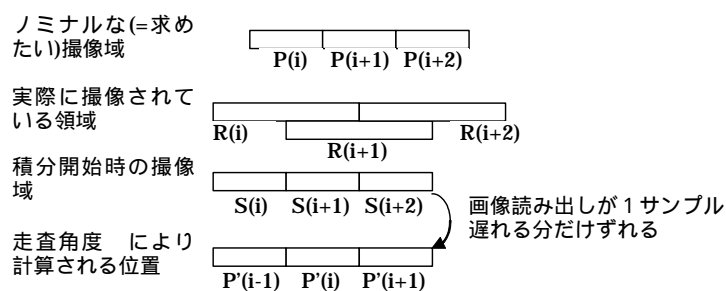 ノミナルな(=求め
たい)撮像域
P(i) P(i+1) P(i+2)
実際に撮像されて
いる領域
R(i) R(i+1) R(i+2)
積分開始時の撮像
域
S(i) S(i+1) S(i+2)
画像読み出しが1サンプル
遅れる分だけずれる
走査角度 により
計算される位置
P'(i-1) P'(i) P'(i+1)